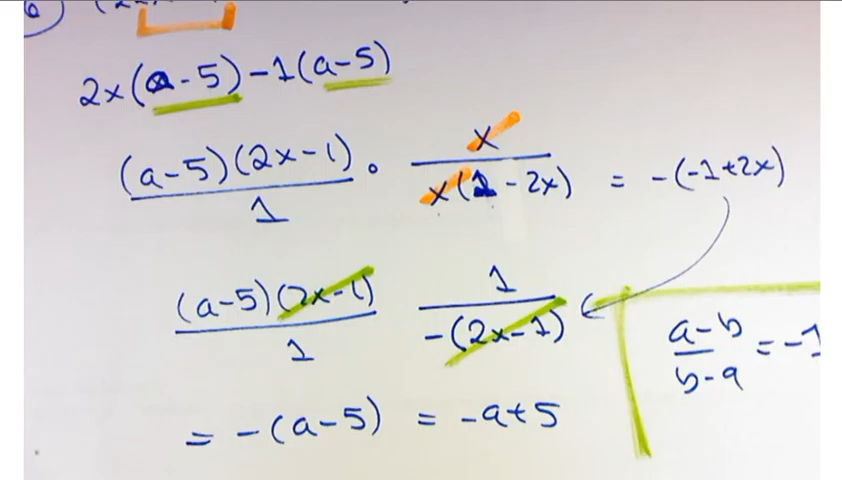 2x(a-5)-1(a-5)
(a-5)(2x-1)/1 · x/x(1-2x) = -(-1+2x)
(a-5)(2x-1)/1 1/-(2x-1)
a-b/b-a = -1
= -(a-5) = -a+5